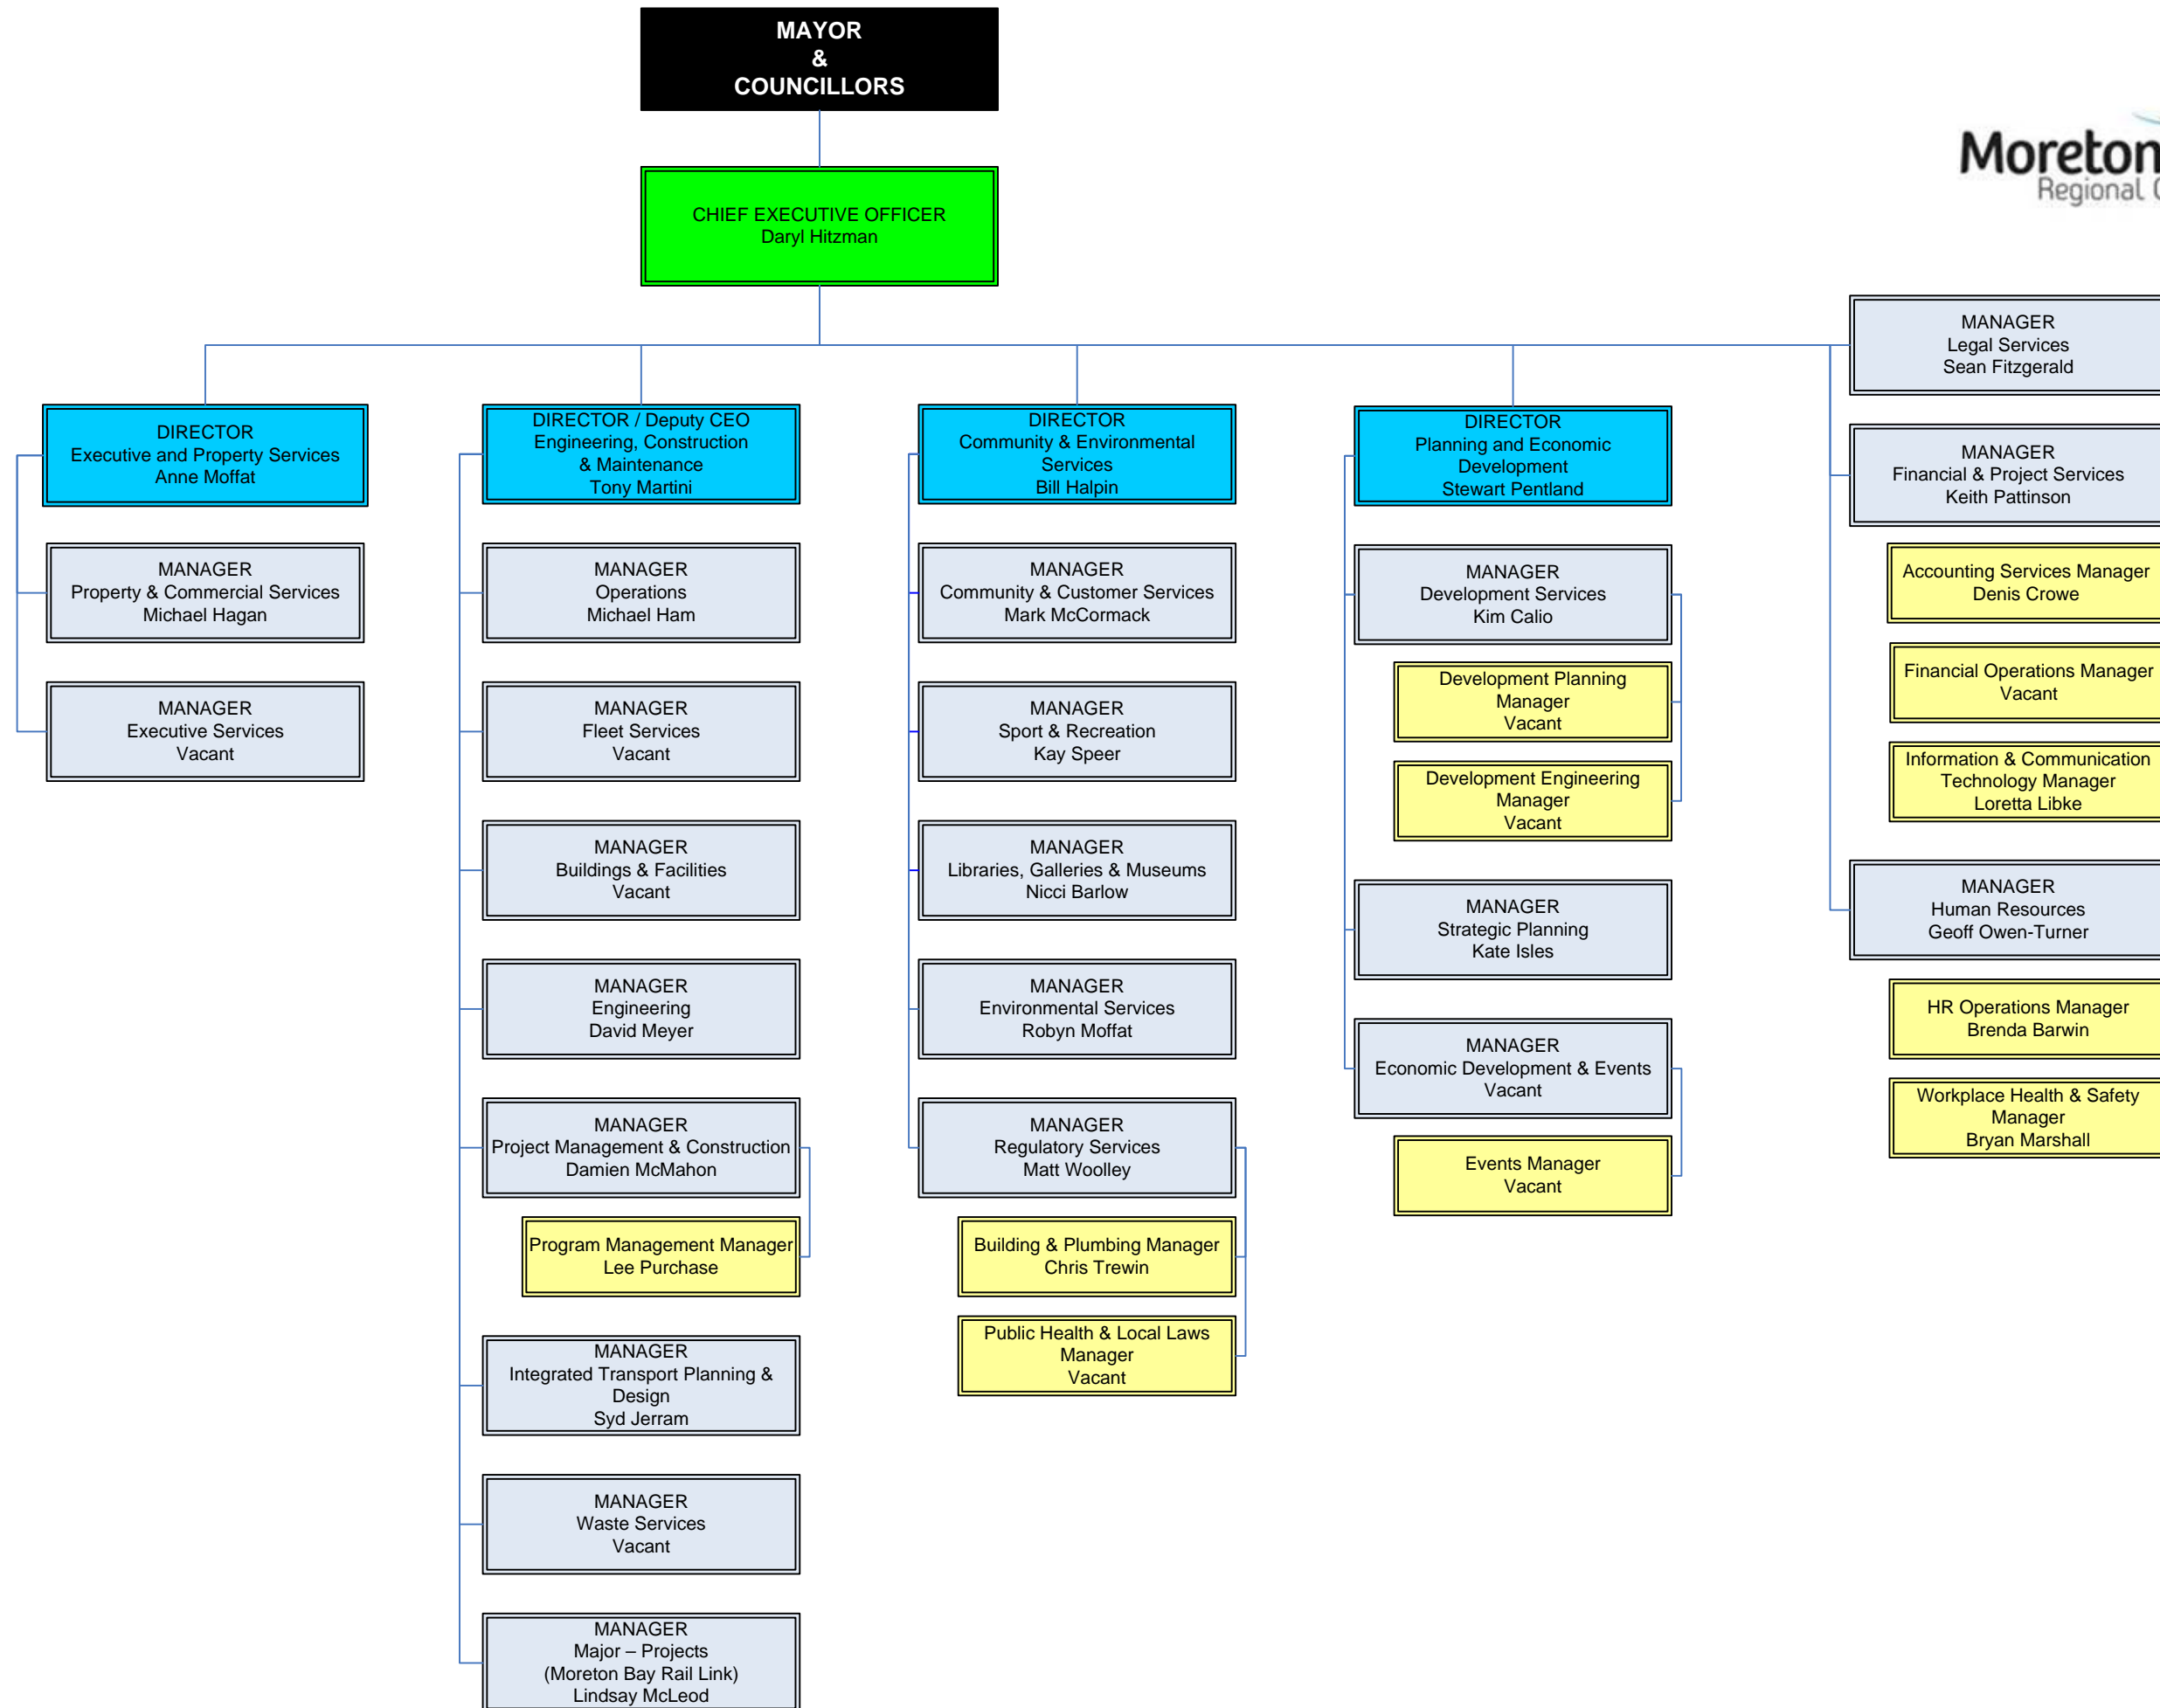 MAYOR
&
COUNCILLORS
CHIEF EXECUTIVE OFFICER
Daryl Hitzman
Moreton
Regional
DIRECTOR
Executive and Property Services
Anne Moffat
MANAGER
Property & Commercial Services
Michael Hagan
MANAGER
Executive Services
Vacant
DIRECTOR / Deputy CEO
Engineering, Construction
& Maintenance
Tony Martini
MANAGER
Operations
Michael Ham
MANAGER
Fleet Services
Vacant
MANAGER
Buildings & Facilities
Vacant
MANAGER
Engineering
David Meyer
MANAGER
Project Management & Construction
Damien McMahon
Program Management Manager
Lee Purchase
MANAGER
Integrated Transport Planning &
Design
Syd Jerram
MANAGER
Waste Services
Vacant
MANAGER
Major – Projects
(Moreton Bay Rail Link)
Lindsay McLeod
DIRECTOR
Community & Environmental
Services
Bill Halpin
MANAGER
Community & Customer Services
Mark McCormack
MANAGER
Sport & Recreation
Kay Speer
MANAGER
Libraries, Galleries & Museums
Nicci Barlow
MANAGER
Environmental Services
Robyn Moffat
MANAGER
Regulatory Services
Matt Woolley
Building & Plumbing Manager
Chris Trewin
Public Health & Local Laws
Manager
Vacant
DIRECTOR
Planning and Economic
Development
Stewart Pentland
MANAGER
Development Services
Kim Calio
Development Planning
Manager
Vacant
Development Engineering
Manager
Vacant
MANAGER
Strategic Planning
Kate Isles
MANAGER
Economic Development & Events
Vacant
Events Manager
Vacant
MANAGER
Legal Services
Sean Fitzgerald
MANAGER
Financial & Project Services
Keith Pattinson
Accounting Services Manager
Denis Crowe
Financial Operations Manager
Vacant
Information & Communication
Technology Manager
Loretta Libke
MANAGER
Human Resources
Geoff Owen-Turner
HR Operations Manager
Brenda Barwin
Workplace Health & Safety
Manager
Bryan Marshall